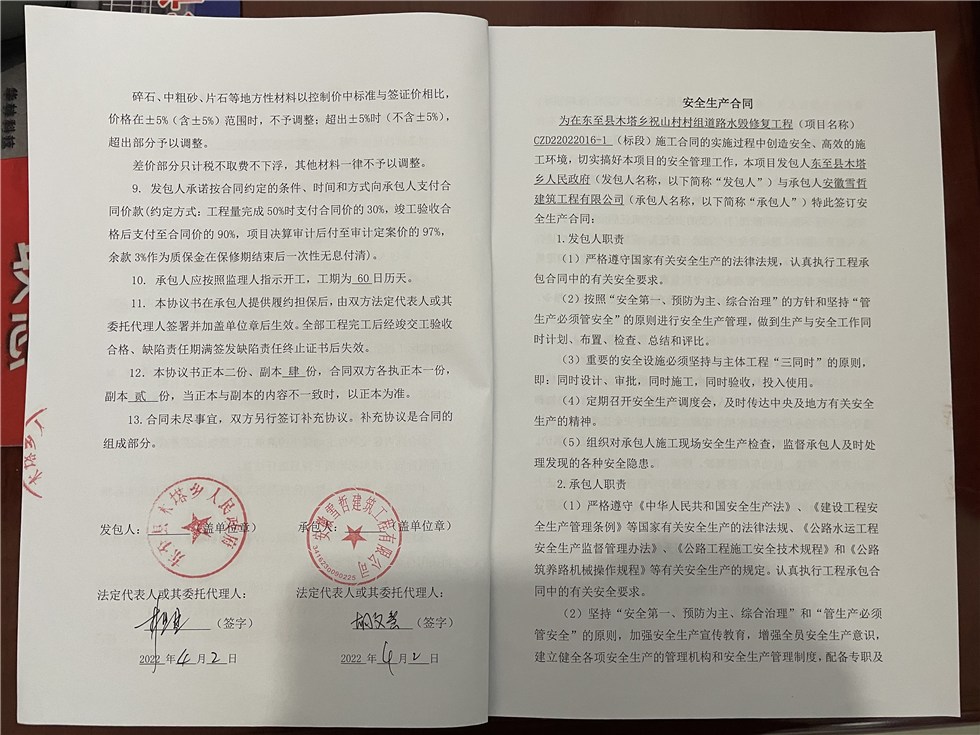 碎石、中粗砂、片石等地方性材料以控制价中标准与签证价相比，
价格在±5%（含±5%）范围时，不予调整；超出±5%时（不含±5%），
超出部分予以调整。
差价部分只计税不取费不下浮，其他材料一律不予以调整。
9. 发包人承诺按合同约定的条件、时间和方式向承包人支付合
同价款(约定方式：工程量完成50%时支付合同价的30%，竣工验收合
格后支付至合同价的90%，项目决算审计后付至审计定案价的97%，
余款3%作为质保金在保修期结束后一次性无息付清）。
10. 承包人应按照监理人指示开工，工期为 60 日历天。
11. 本协议书在承包人提供履约担保后，由双方法定代表人或其
委托代理人签署并加盖单位章后生效。全部工程完工后经竣交工验收
合格、缺陷责任期满签发缺陷责任终止证书后失效。
12. 本协议书正本二份、副本 肆 份，合同双方各执正本一份，
副本 贰 份，当正本与副本的内容不一致时，以正本为准。
13.合同未尽事宜，双方另行签订补充协议。补充协议是合同的
组成部分。
发包人： （盖单位章）
东至县木塔乡人民政府
承包人： （盖单位章）
安徽雪哲建筑工程有限公司
3416230090225
法定代表人或其委托代理人：
（签字）
2022 年 4 月 2 日
法定代表人或其委托代理人：
（签字）
2022 年 4 月 2 日
安全生产合同
为在东至县木塔乡祝山村村组道路水毁修复工程（项目名称）
CZD22022016-1 （标段）施工合同的实施过程中创造安全、高效的施
工环境，切实搞好本项目的安全管理工作，本项目发包人东至县木塔
乡人民政府（发包人名称，以下简称“发包人”）与承包人安徽雪哲
建筑工程有限公司（承包人名称，以下简称“承包人”）特此签订安
全生产合同：
1.发包人职责
（1）严格遵守国家有关安全生产的法律法规，认真执行工程承
包合同中的有关安全要求。
（2）按照“安全第一、预防为主、综合治理”的方针和坚持“管
生产必须管安全”的原则进行安全生产管理，做到生产与安全工作同
时计划、布置、检查、总结和评比。
（3）重要的安全设施必须坚持与主体工程“三同时”的原则，
即：同时设计、审批，同时施工，同时验收，投入使用。
（4）定期召开安全生产调度会，及时传达中央及地方有关安全
生产的精神。
（5）组织对承包人施工现场安全生产检查，监督承包人及时处
理发现的各种安全隐患。
2.承包人职责
（1）严格遵守《中华人民共和国安全生产法》、《建设工程安
全生产管理条例》等国家有关安全生产的法律法规、《公路水运工程
安全生产监督管理办法》、《公路工程施工安全技术规程》和《公路
筑养路机械操作规程》等有关安全生产的规定。认真执行工程承包合
同中的有关安全要求。
（2）坚持“安全第一、预防为主、综合治理”和“管生产必须
管安全”的原则，加强安全生产宣传教育，增强全员安全生产意识，
建立健全各项安全生产的管理机构和安全生产管理制度，配备专职及